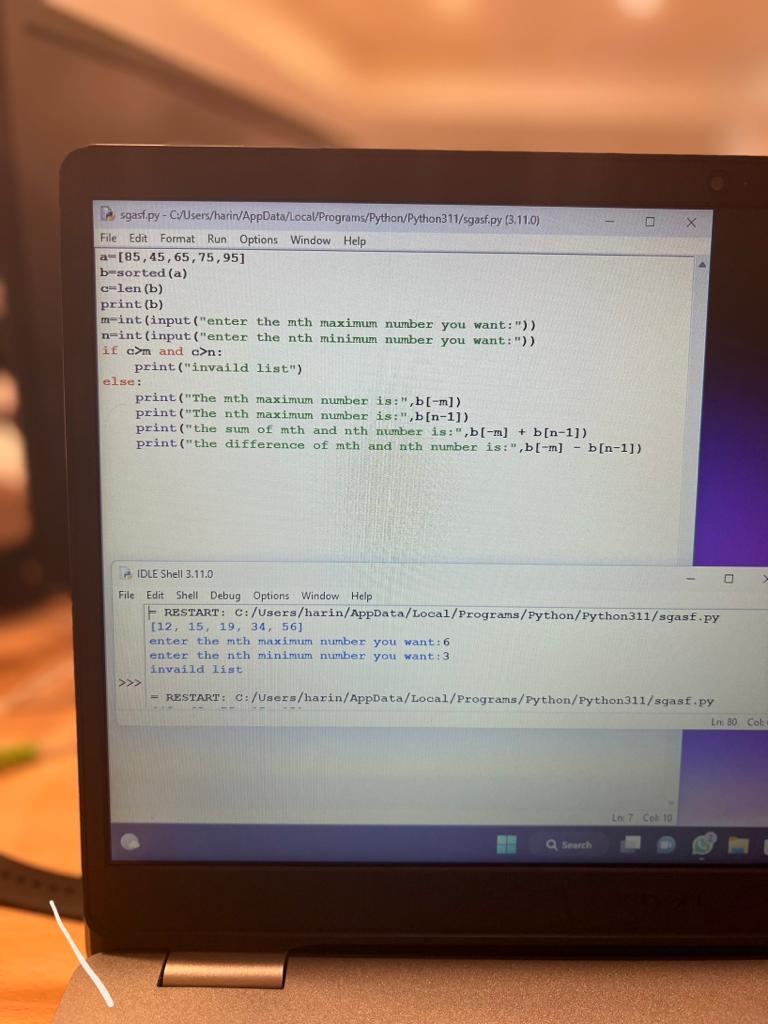 sgasf.py - C:/Users/harin/AppData/Local/Programs/Python/Python311/sgasf.py (3.11.0)
File Edit Format Run Options Window Help
a=[85,45,65,75,95]
b=sorted(a)
c=len(b)
print(b)
m=int(input("enter the mth maximum number you want:"))
n=int(input("enter the nth minimum number you want:"))
if c>m and c>n:
    print("invaild list")
else:
    print("The mth maximum number is:",b[-m])
    print("The nth maximum number is:",b[n-1])
    print("the sum of mth and nth number is:",b[-m] + b[n-1])
    print("the difference of mth and nth number is:",b[-m] - b[n-1])
IDLE Shell 3.11.0
File Edit Shell Debug Options Window Help
= RESTART: C:/Users/harin/AppData/Local/Programs/Python/Python311/sgasf.py
[12, 15, 19, 34, 56]
enter the mth maximum number you want:6
enter the nth minimum number you want:3
invaild list
>>>
= RESTART: C:/Users/harin/AppData/Local/Programs/Python/Python311/sgasf.py
Ln: 80 Col:
Ln: 7 Col: 10
Search